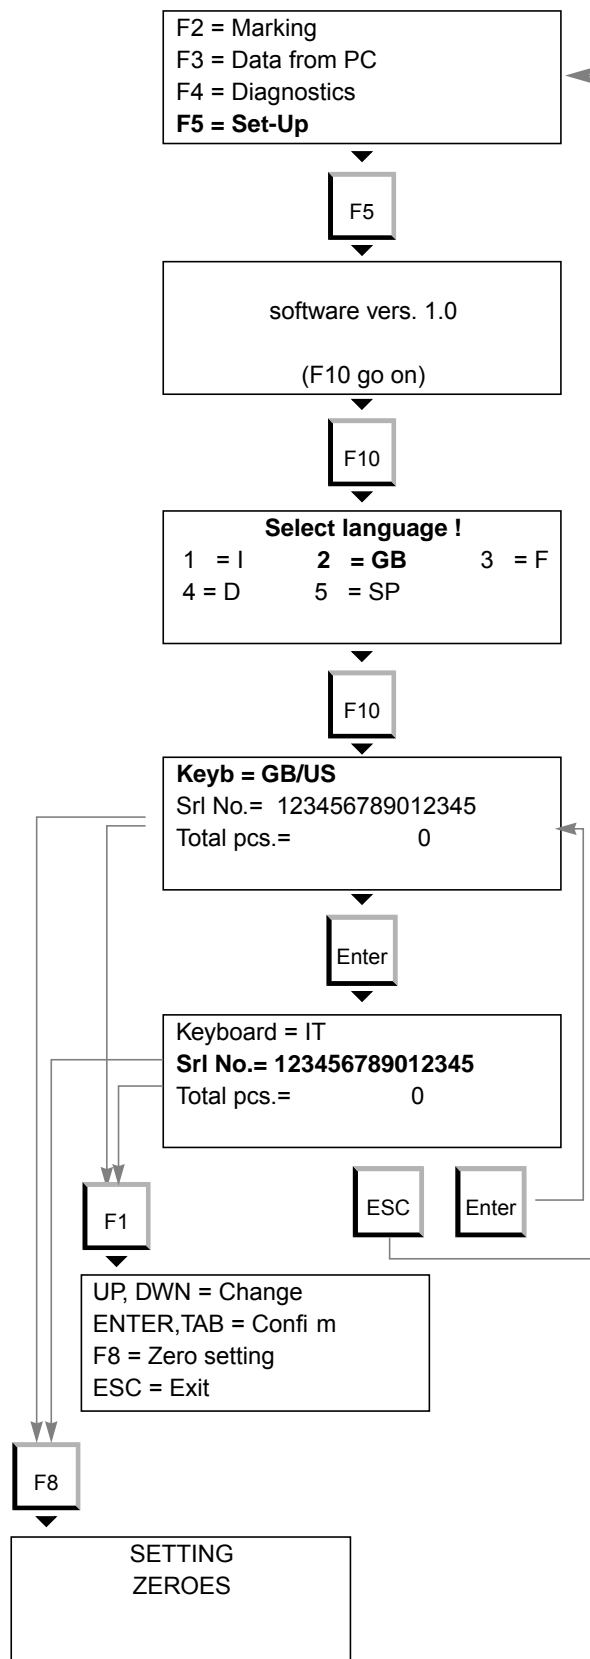 F2 = Marking
F3 = Data from PC
F4 = Diagnostics
F5 = Set-Up
F5
software vers. 1.0
(F10 go on)
F10
Select language !
1 = I 2 = GB 3 = F
4 = D 5 = SP
F10
Keyb = GB/US
Srl No.= 123456789012345
Total pcs.= 0
Enter
Keyboard = IT
Srl No.= 123456789012345
Total pcs.= 0
ESC Enter
F1
UP, DWN = Change
ENTER,TAB = Confi m
F8 = Zero setting
ESC = Exit
F8
SETTING
ZEROES